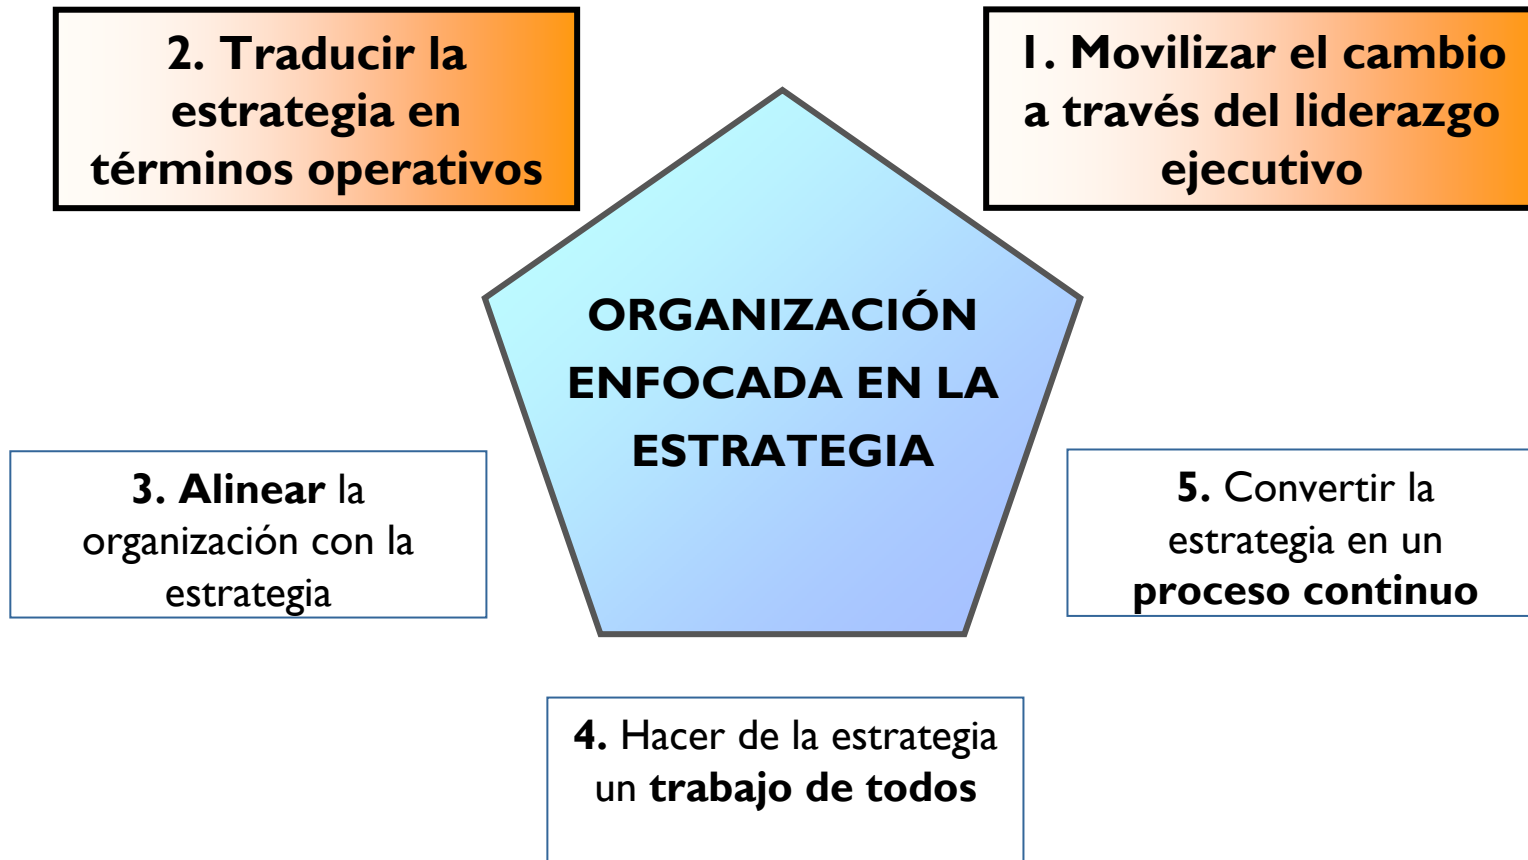 2. Traducir la
estrategia en
términos operativos
1. Movilizar el cambio
a través del liderazgo
ejecutivo
ORGANIZACIÓN
ENFOCADA EN LA
ESTRATEGIA
3. Alinear la
organización con la
estrategia
5. Convertir la
estrategia en un
proceso continuo
4. Hacer de la estrategia
un trabajo de todos